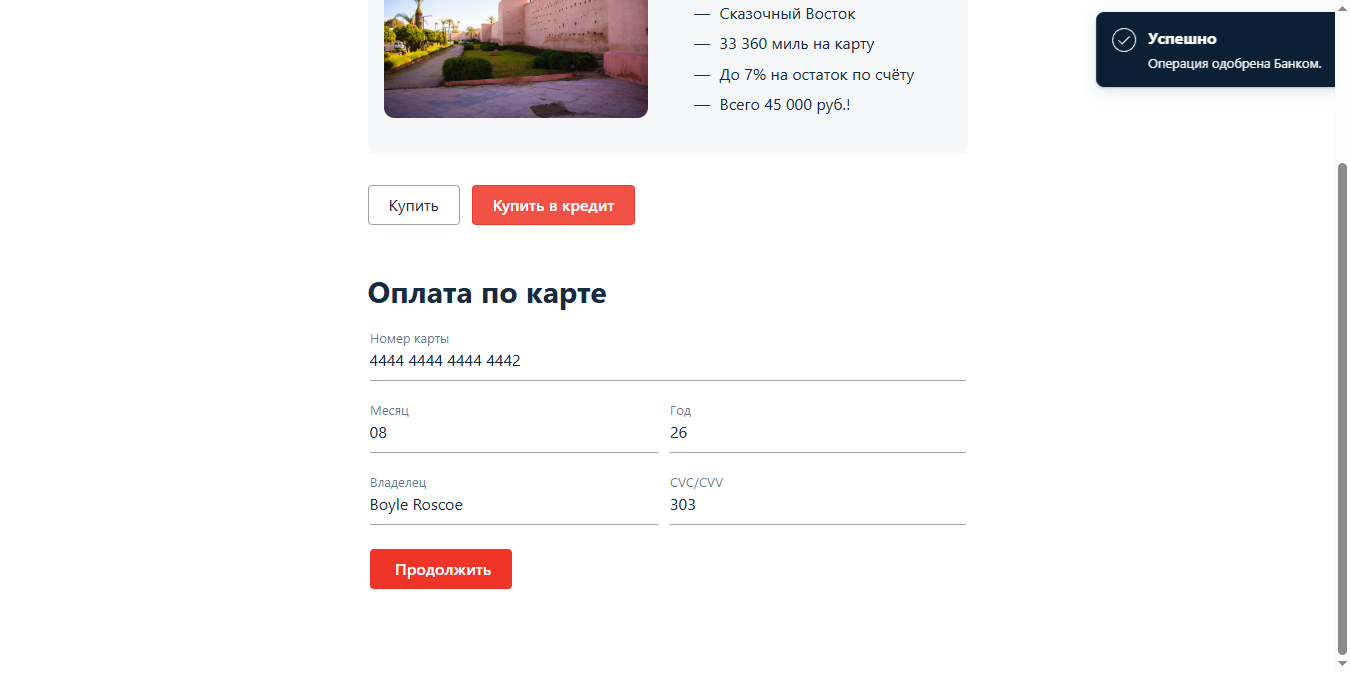 — Сказочный Восток
— 33 360 миль на карту
— До 7% на остаток по счёту
— Всего 45 000 руб.!
Успешно
Операция одобрена Банком.
Купить
Купить в кредит
Оплата по карте
Номер карты
4444 4444 4444 4442
Месяц
08
Год
26
Владелец
Boyle Roscoe
CVC/CVV
303
Продолжить